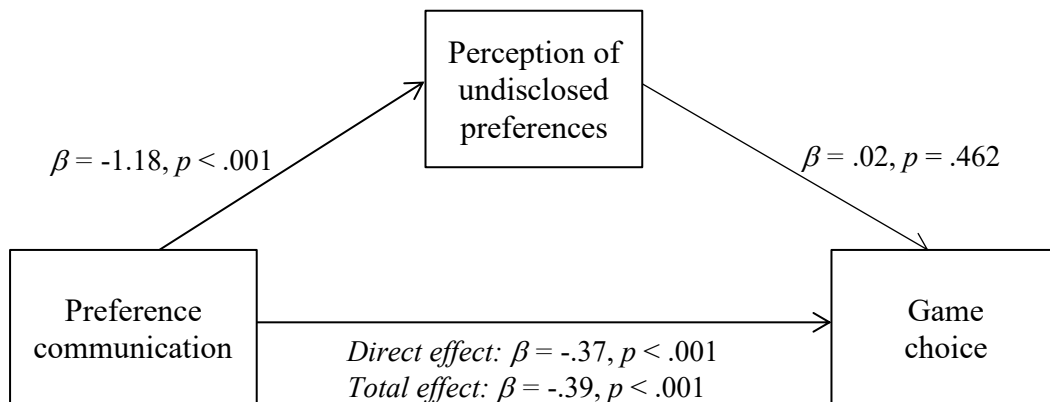 Perception of
undisclosed
preferences
β = -1.18, p < .001
β = .02, p = .462
Preference
communication
Direct effect: β = -.37, p < .001
Total effect: β = -.39, p < .001
Game
choice